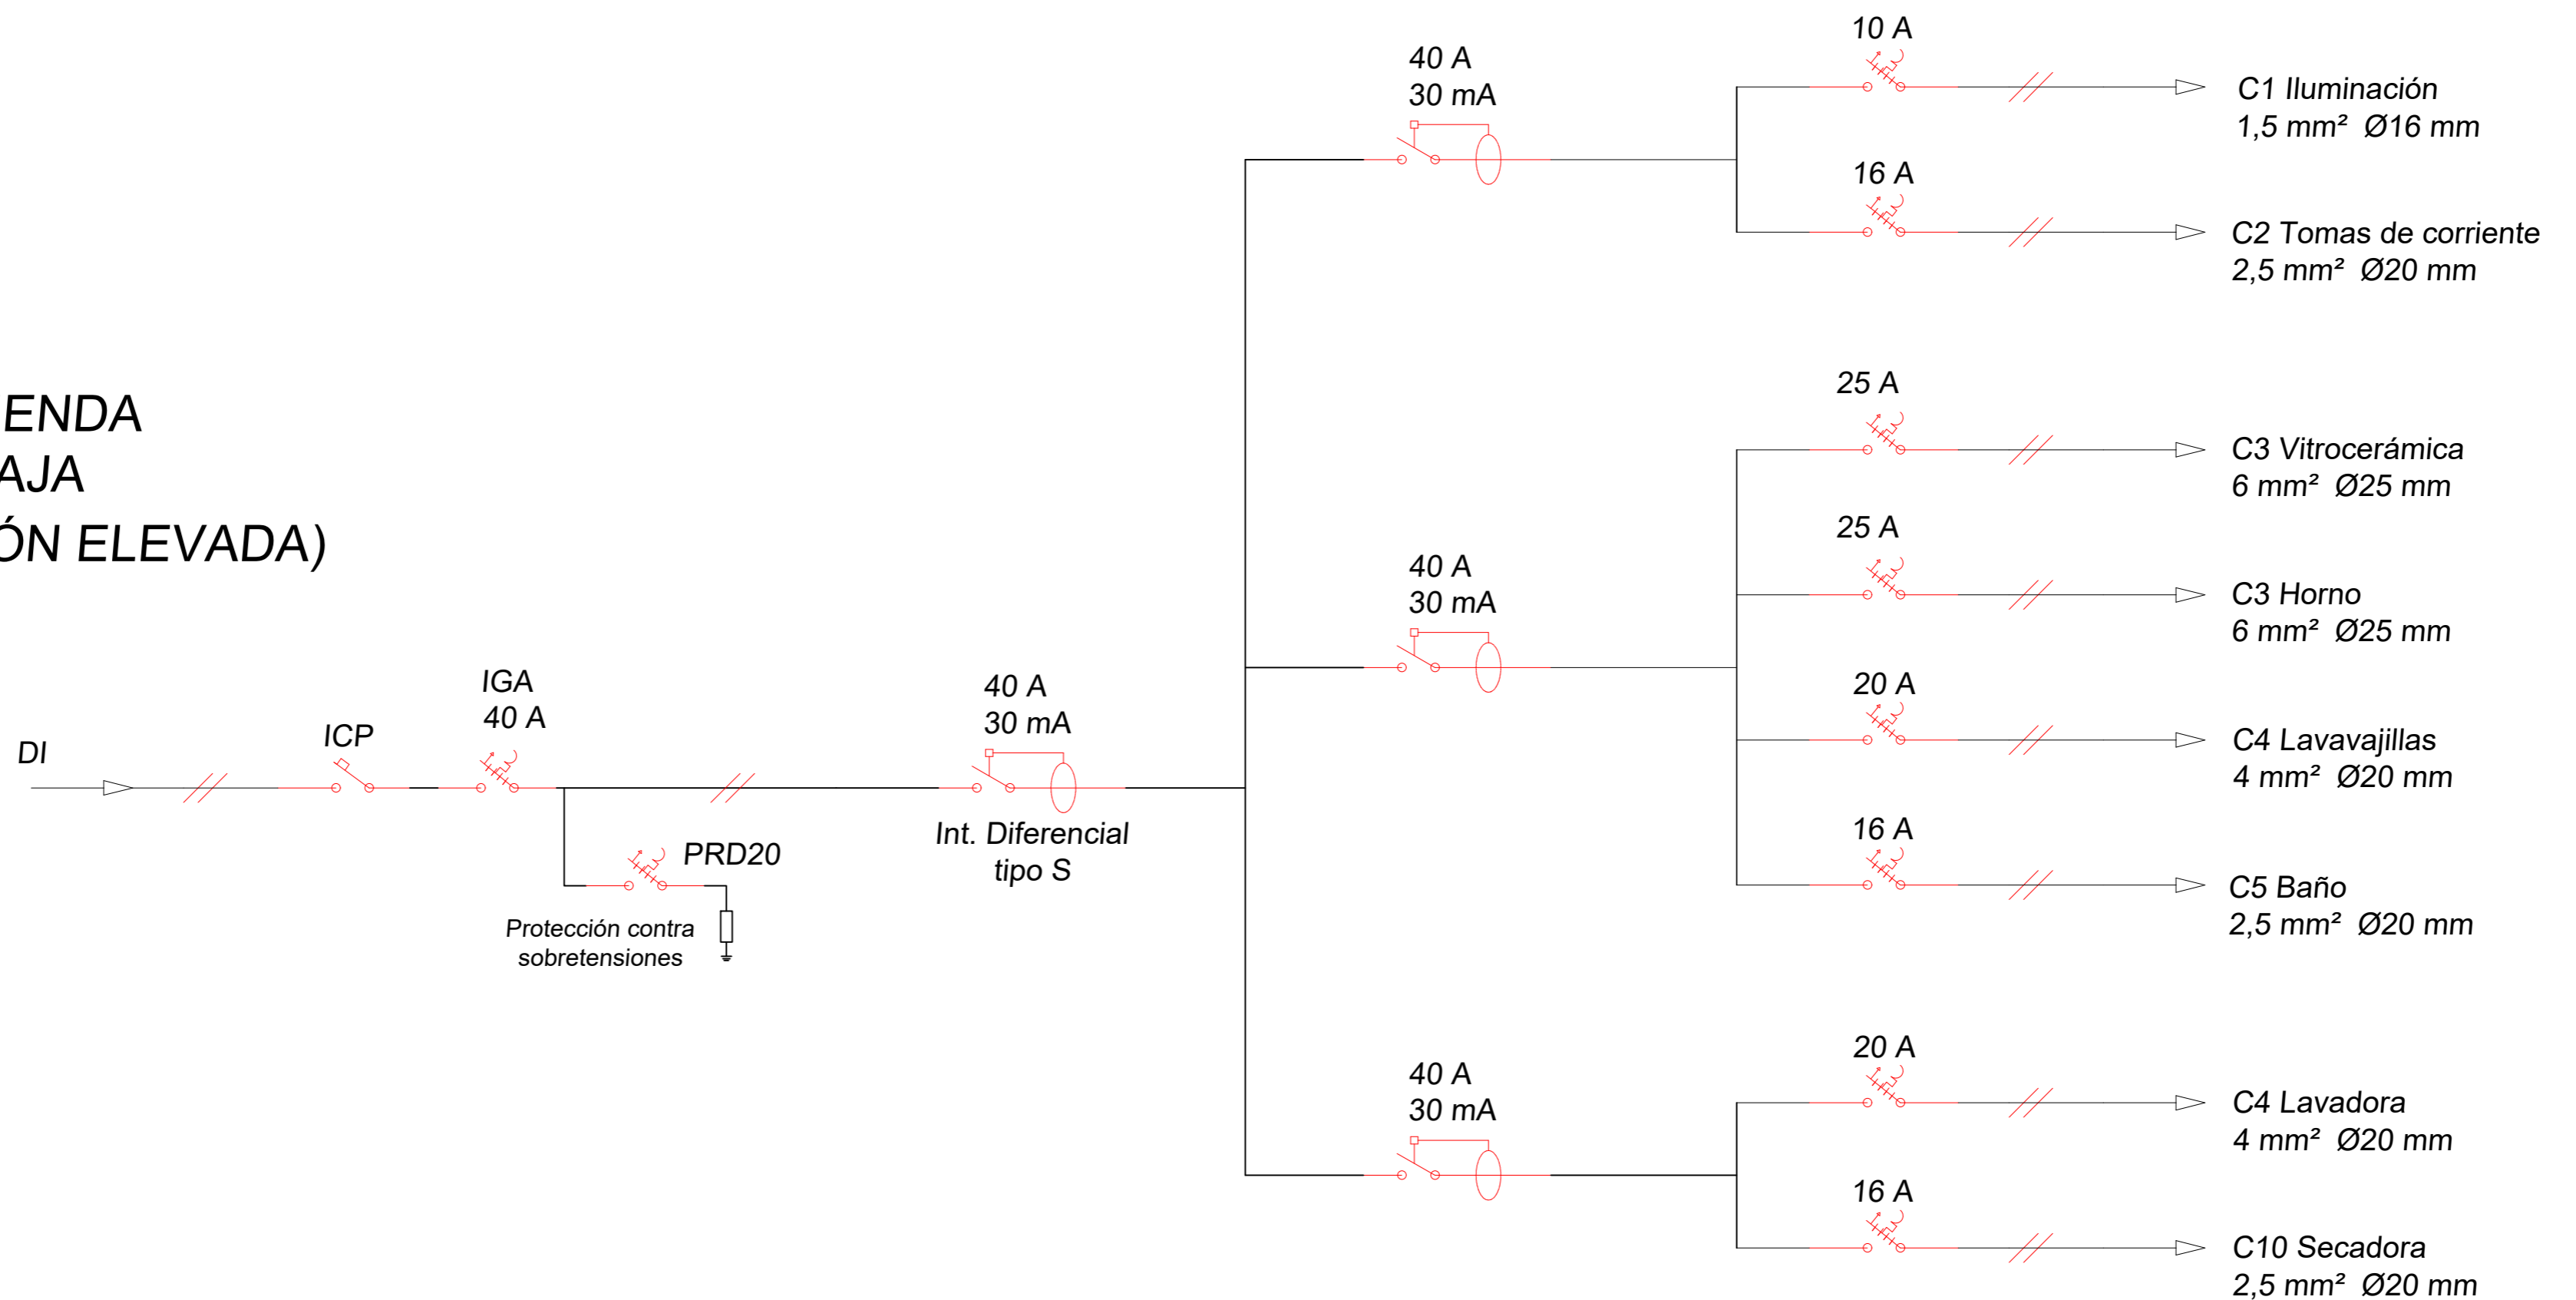 ENDA
AJA
ÓN ELEVADA)
DI
ICP
IGA
40 A
PRD20
Protección contra
sobretensiones
40 A
30 mA
Int. Diferencial
tipo S
40 A
30 mA
10 A
C1 Iluminación
1,5 mm² Ø16 mm
16 A
C2 Tomas de corriente
2,5 mm² Ø20 mm
40 A
30 mA
25 A
C3 Vitrocerámica
6 mm² Ø25 mm
25 A
C3 Horno
6 mm² Ø25 mm
20 A
C4 Lavavajillas
4 mm² Ø20 mm
16 A
C5 Baño
2,5 mm² Ø20 mm
40 A
30 mA
20 A
C4 Lavadora
4 mm² Ø20 mm
16 A
C10 Secadora
2,5 mm² Ø20 mm